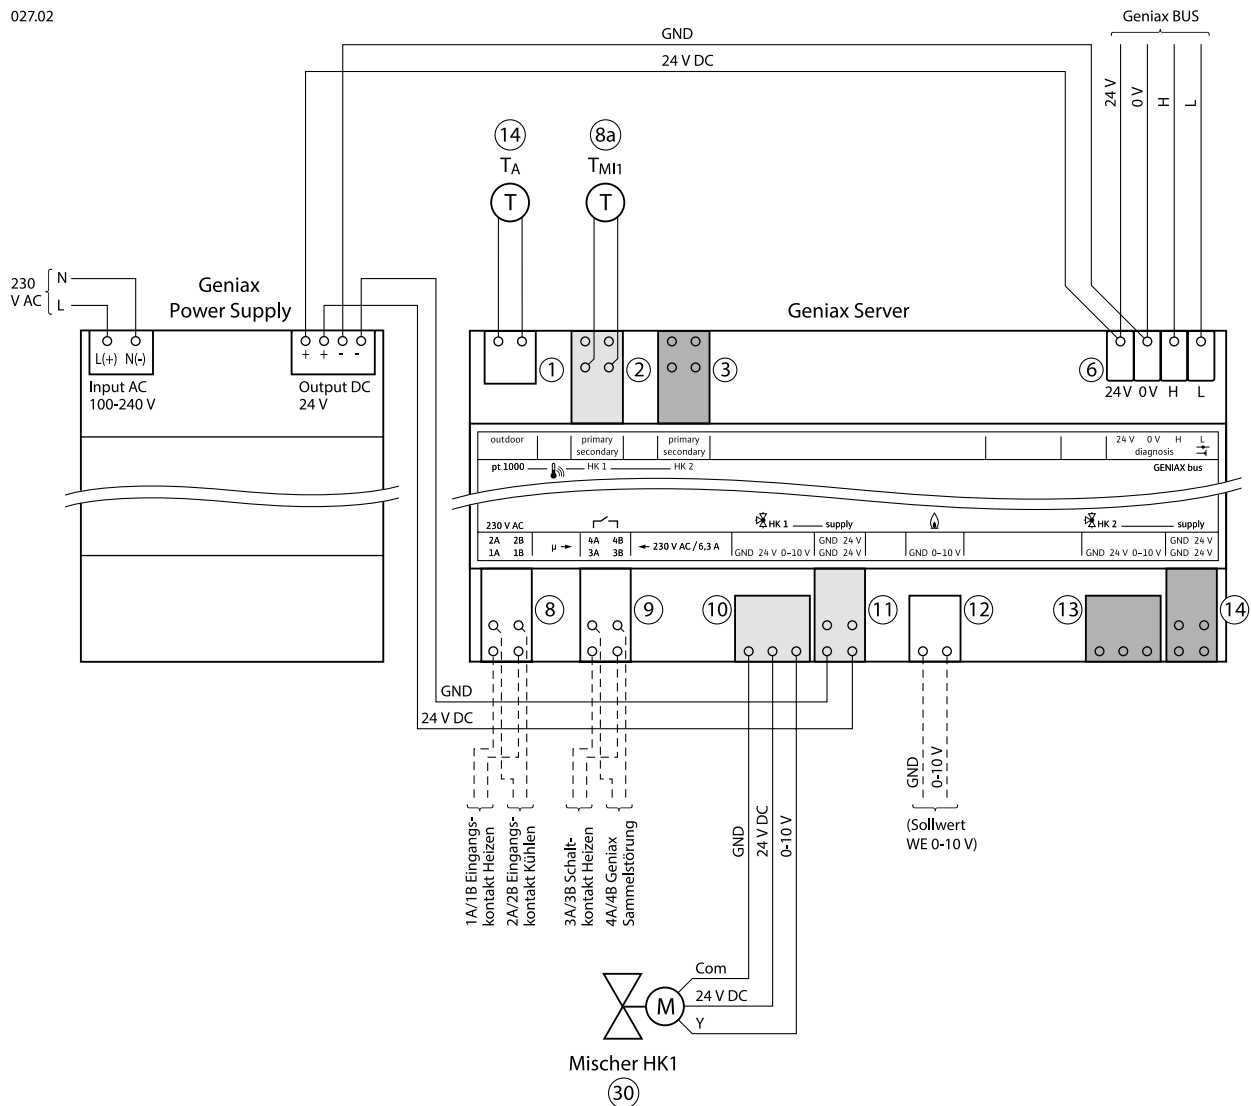 027.02
Geniax BUS
GND
24 V DC
24 V
0 V
H
L
14
TA
T
8a
TMI1
T
230
V AC
N
L
Geniax
Power Supply
Geniax Server
L(+) N(-)
+ + - -
Input AC
100-240 V
Output DC
24 V
1
2
3
6
24 V 0 V H L
outdoor
primary
secondary
primary
secondary
24 V 0 V H L
diagnosis
pt 1000
HK 1
HK 2
GENIAX bus
230 V AC
HK 1
supply
HK 2
supply
2A 2B
1A 1B
µ
4A 4B
3A 3B
230 V AC / 6,3 A
GND 24 V 0-10 V
GND 24 V
GND 24 V
GND 0-10 V
GND 24 V 0-10 V
GND 24 V
GND 24 V
8
9
10
11
12
13
14
GND
24 V DC
1A/1B Eingangs-
kontakt Heizen
2A/2B Eingangs-
kontakt Kühlen
3A/3B Schalt-
kontakt Heizen
4A/4B Geniax
Sammelstörung
GND
24 V DC
0-10 V
GND
0-10 V
(Sollwert
WE 0-10 V)
Com
24 V DC
Y
M
Mischer HK1
30